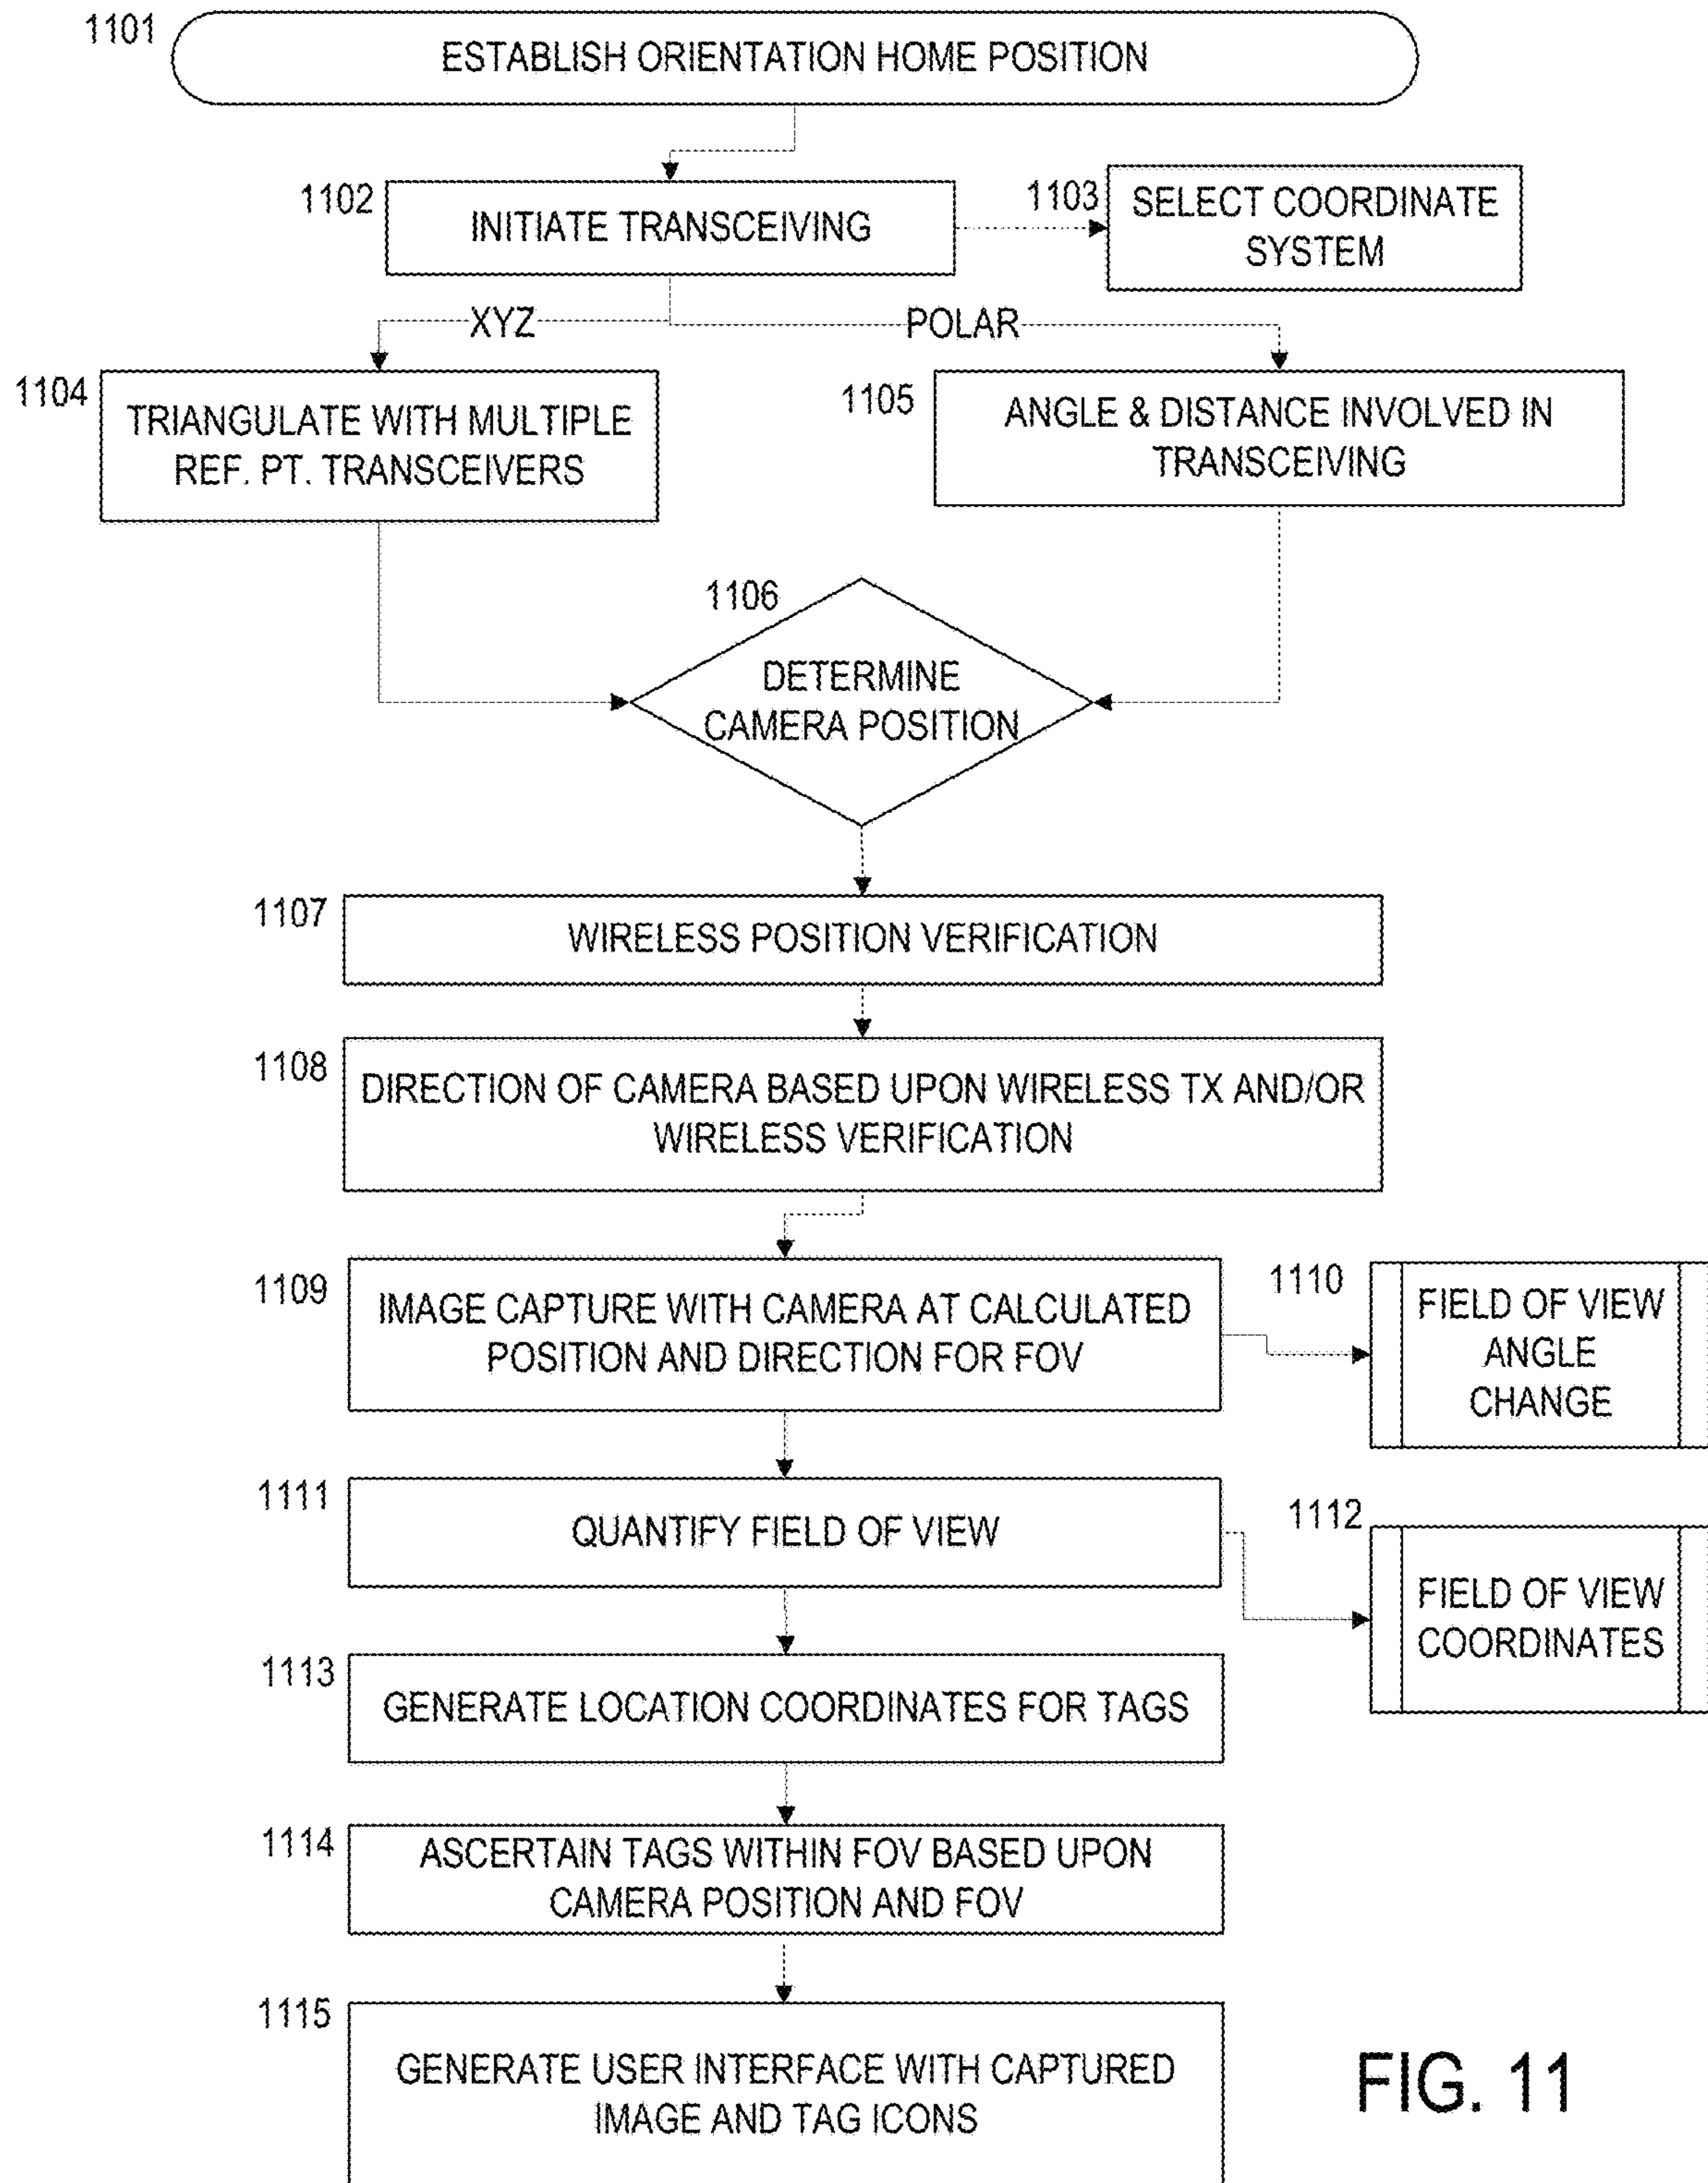 1101
ESTABLISH ORIENTATION HOME POSITION
1102
INITIATE TRANSCEIVING
1103
SELECT COORDINATE
SYSTEM
XYZ
POLAR
1104
TRIANGULATE WITH MULTIPLE
REF. PT. TRANSCEIVERS
1105
ANGLE & DISTANCE INVOLVED IN
TRANSCEIVING
1106
DETERMINE
CAMERA POSITION
1107
WIRELESS POSITION VERIFICATION
1108
DIRECTION OF CAMERA BASED UPON WIRELESS TX AND/OR
WIRELESS VERIFICATION
1109
IMAGE CAPTURE WITH CAMERA AT CALCULATED
POSITION AND DIRECTION FOR FOV
1110
FIELD OF VIEW
ANGLE
CHANGE
1111
QUANTIFY FIELD OF VIEW
1112
FIELD OF VIEW
COORDINATES
1113
GENERATE LOCATION COORDINATES FOR TAGS
1114
ASCERTAIN TAGS WITHIN FOV BASED UPON
CAMERA POSITION AND FOV
1115
GENERATE USER INTERFACE WITH CAPTURED
IMAGE AND TAG ICONS
FIG. 11